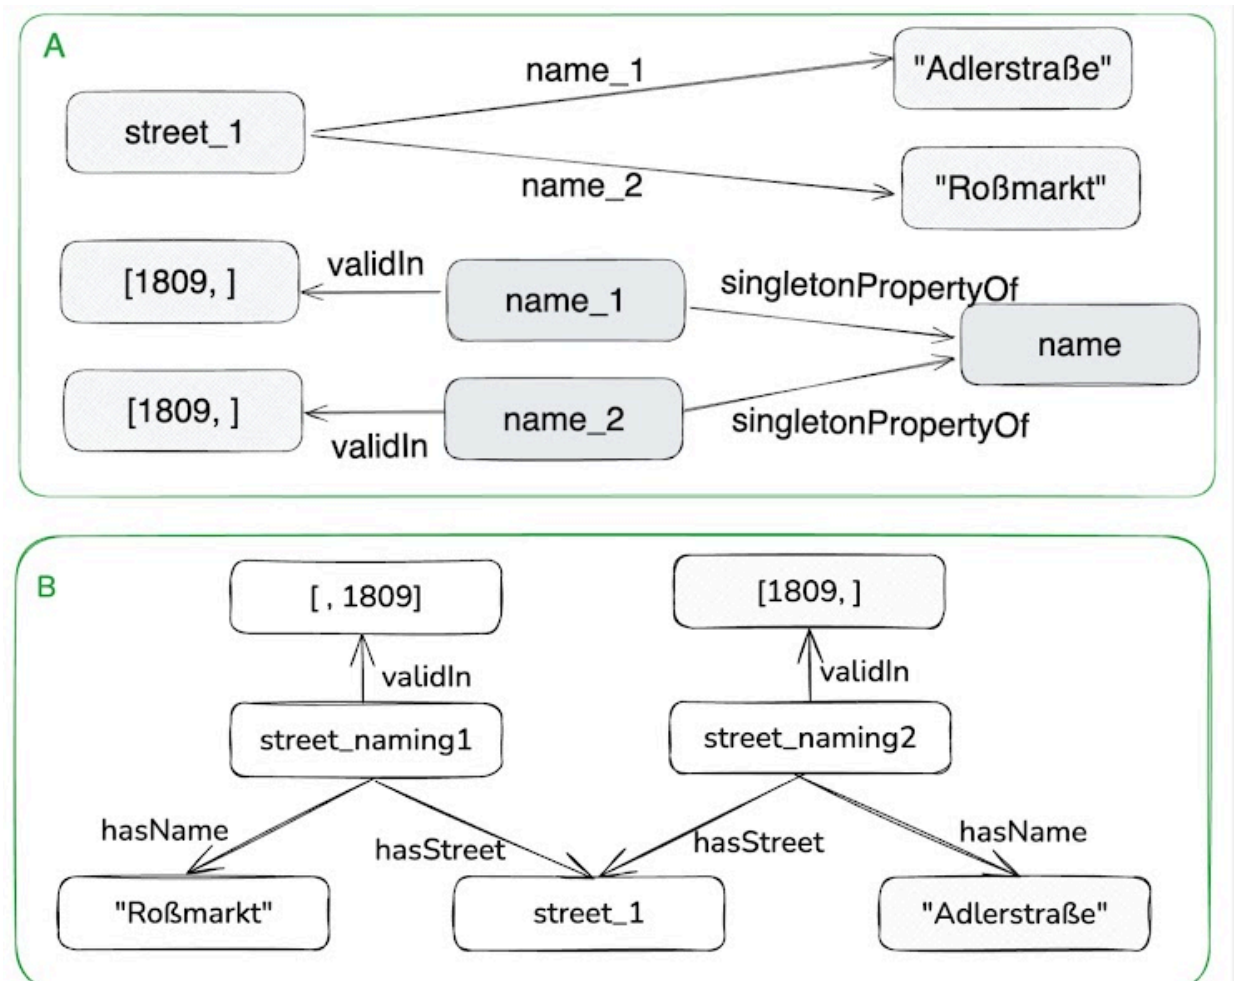 A
name_1
"Adlerstraße"
street_1
name_2
"Roßmarkt"
[1809, ]
validIn
name_1
singletonPropertyOf
name
[1809, ]
validIn
name_2
singletonPropertyOf
B
[ , 1809]
[1809, ]
validIn
validIn
street_naming1
street_naming2
hasName
hasStreet
hasStreet
hasName
"Roßmarkt"
street_1
"Adlerstraße"